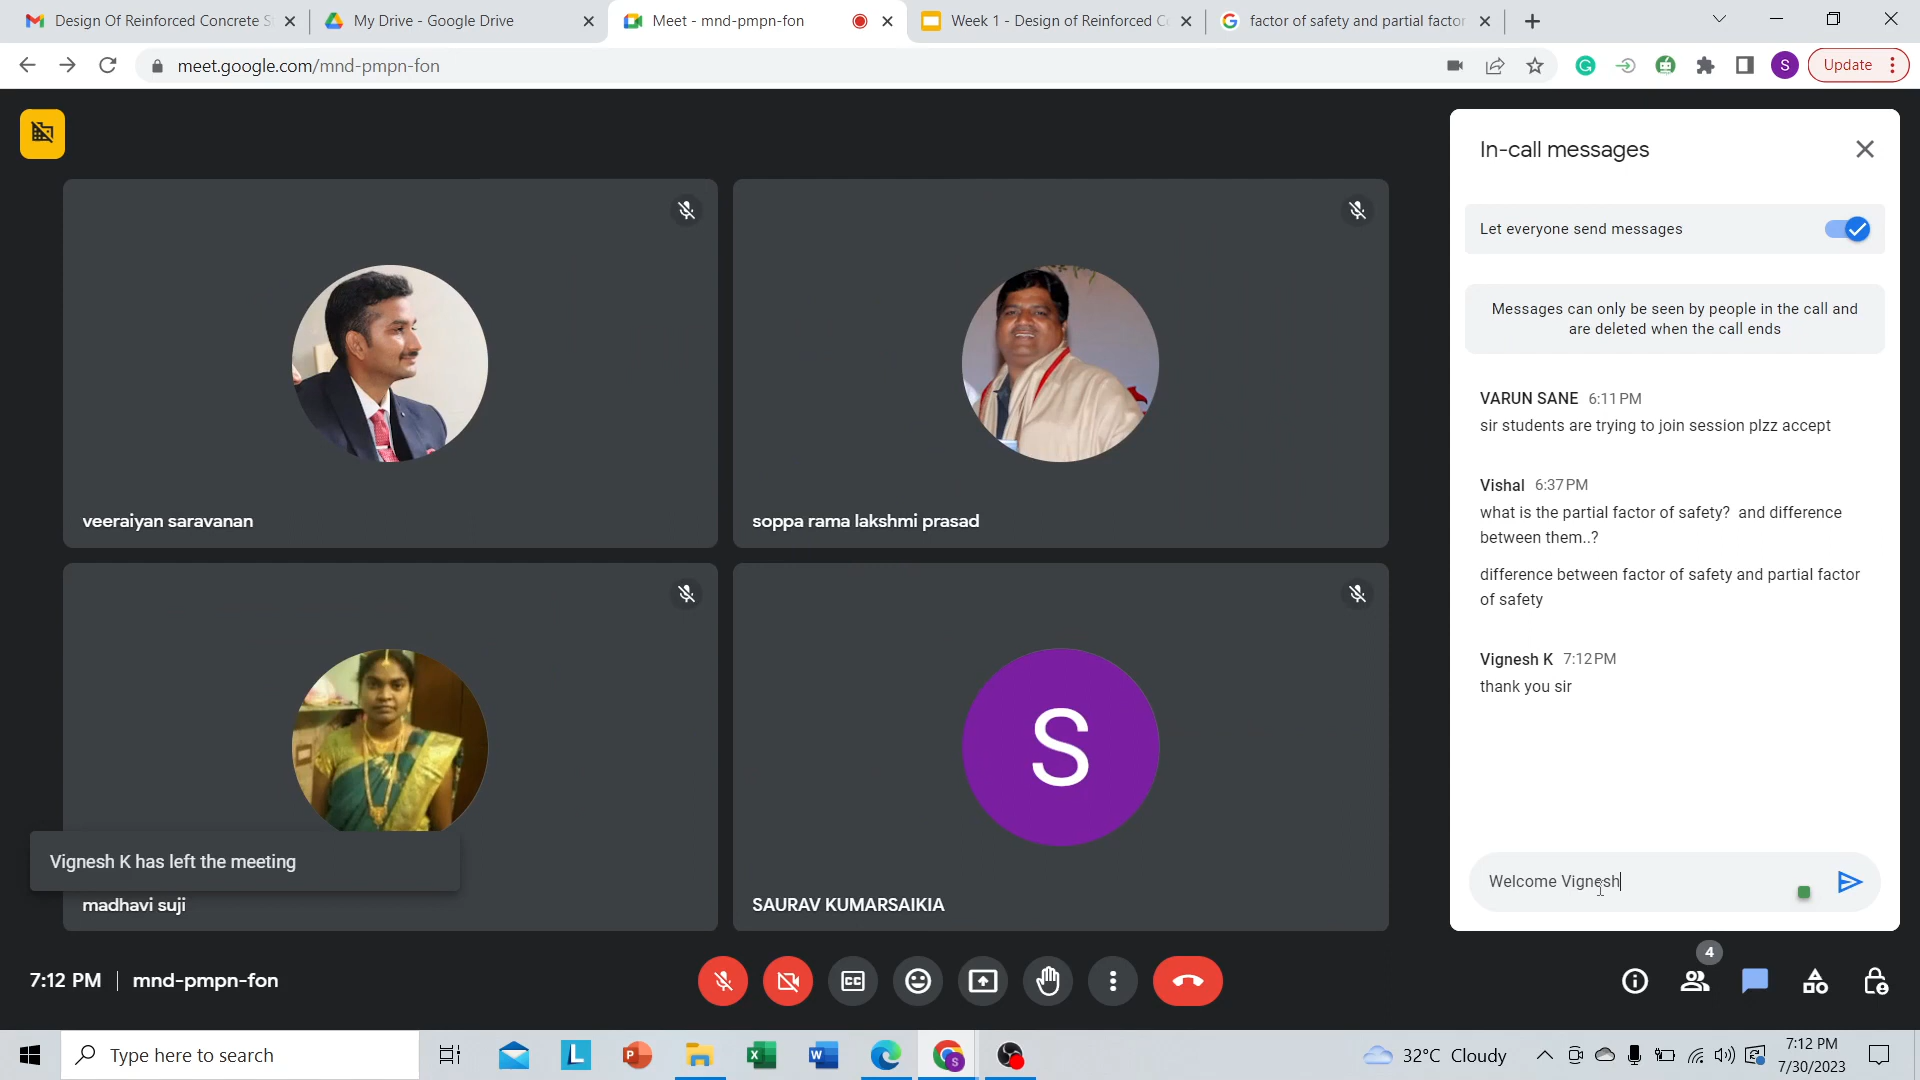 Design Of Reinforced Concrete S
My Drive - Google Drive
Meet - mnd-pmpn-fon
Week 1 - Design of Reinforced Co
factor of safety and partial factor
meet.google.com/mnd-pmpn-fon
S
Update
In-call messages
Let everyone send messages
Messages can only be seen by people in the call and
are deleted when the call ends
VARUN SANE 6:11 PM
sir students are trying to join session plzz accept
Vishal 6:37 PM
what is the partial factor of safety? and difference
between them..?
difference between factor of safety and partial factor
of safety
Vignesh K 7:12 PM
thank you sir
Welcome Vignesh
veeraiyan saravanan
soppa rama lakshmi prasad
S
Vignesh K has left the meeting
madhavi suji
SAURAV KUMARSAIKIA
7:12 PM | mnd-pmpn-fon
4
Type here to search
32°C Cloudy
7:12 PM
7/30/2023